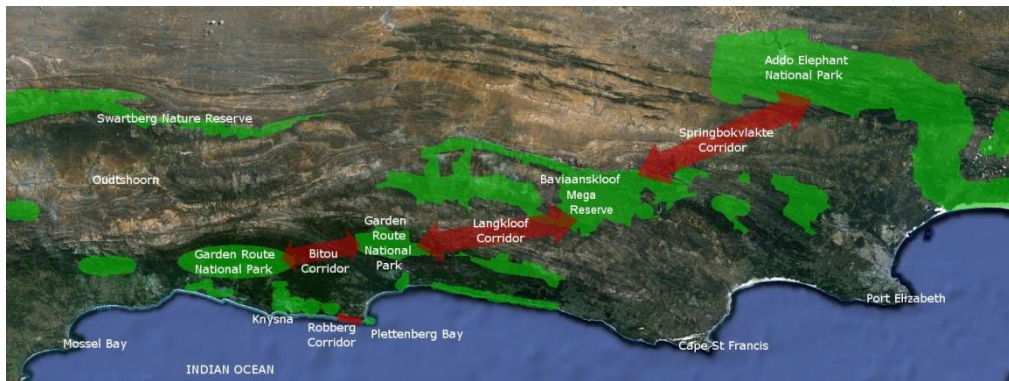 Addo Elephant
National Park
Swartberg Nature Reserve
Springbokvlakte
Corridor
Oudtshoorn
Baviaanskloof
Mega
Reserve
Garden
Route
National
Park
Langkloof
Corridor
Garden Route
National Park
Bitou
Corridor
Port Elizabeth
Knysna
Robberg
Corridor
Plettenberg Bay
Mossel Bay
Cape St Francis
INDIAN OCEAN